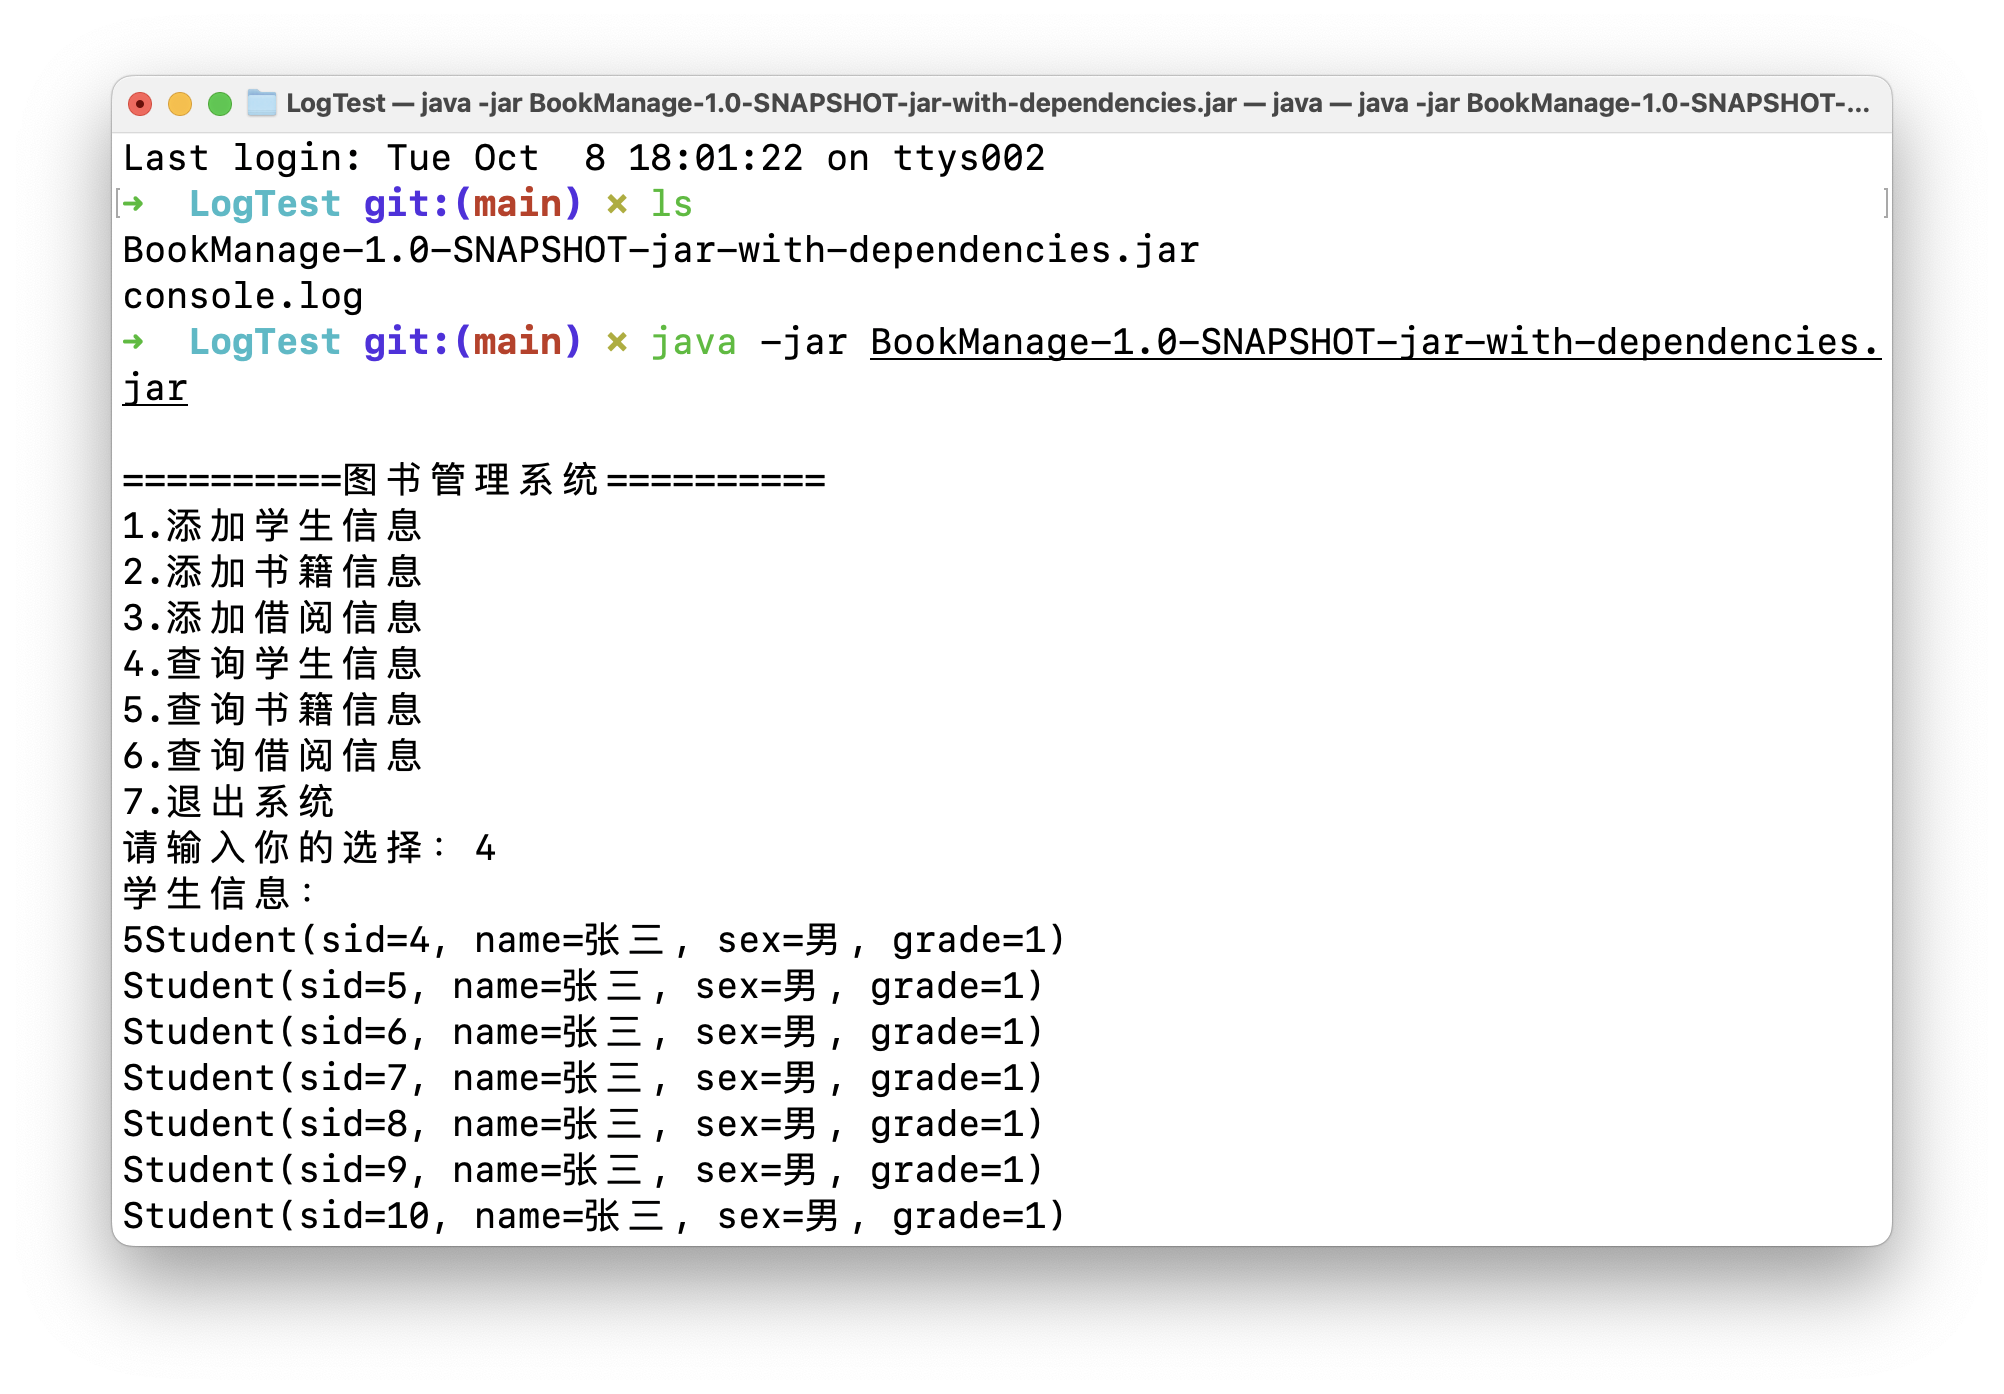 LogTest — java -jar BookManage-1.0-SNAPSHOT-jar-with-dependencies.jar — java — java -jar BookManage-1.0-SNAPSHOT-...
Last login: Tue Oct  8 18:01:22 on ttys002
[➜  LogTest git:(main) ✗ ls ]
BookManage-1.0-SNAPSHOT-jar-with-dependencies.jar
console.log
➜  LogTest git:(main) ✗ java -jar BookManage-1.0-SNAPSHOT-jar-with-dependencies.
jar
==========图书管理系统==========
1.添加学生信息
2.添加书籍信息
3.添加借阅信息
4.查询学生信息
5.查询书籍信息
6.查询借阅信息
7.退出系统
请输入你的选择：4
学生信息：
5Student(sid=4, name=张三, sex=男, grade=1)
Student(sid=5, name=张三, sex=男, grade=1)
Student(sid=6, name=张三, sex=男, grade=1)
Student(sid=7, name=张三, sex=男, grade=1)
Student(sid=8, name=张三, sex=男, grade=1)
Student(sid=9, name=张三, sex=男, grade=1)
Student(sid=10, name=张三, sex=男, grade=1)